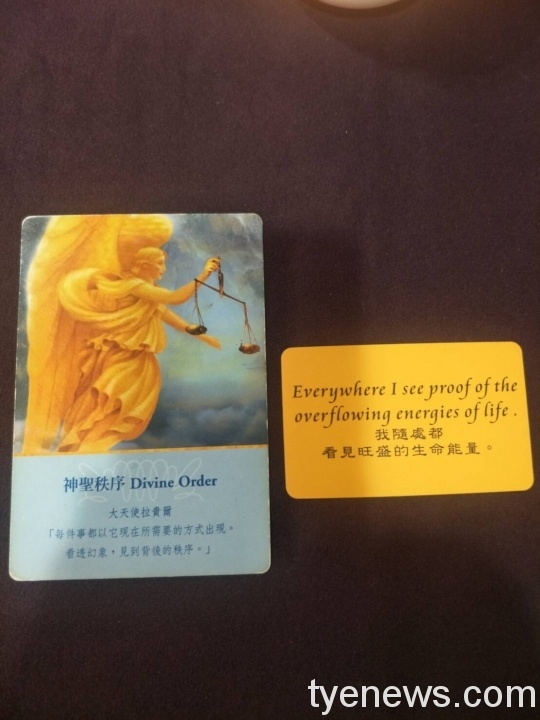 神聖秩序 Divine Order
大天使拉貴爾
「每件事都以它現在所需要的方式出現。
看透幻象，見到背後的秩序。」
Everywhere I see proof of the
overflowing energies of life .
我隨處都
看見旺盛的生命能量。
tyenews.com